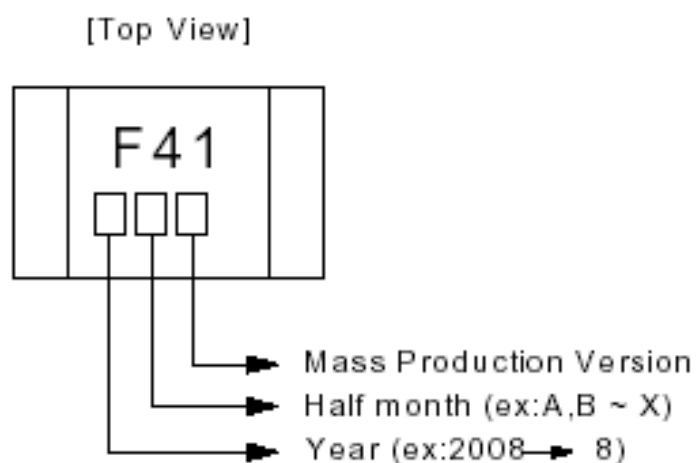 [Top View]
F41
Mass Production Version
Half month (ex:A,B ~ X)
Year (ex:2008→ 8)